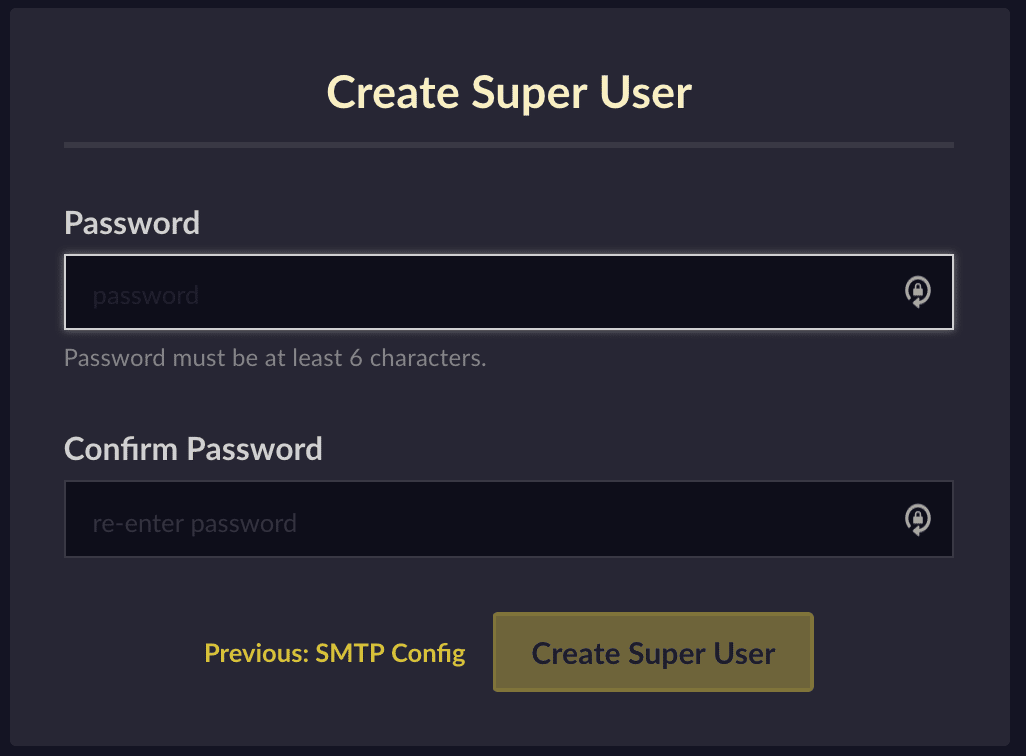 Create Super User
Password
password
Password must be at least 6 characters.
Confirm Password
re-enter password
Previous: SMTP Config
Create Super User